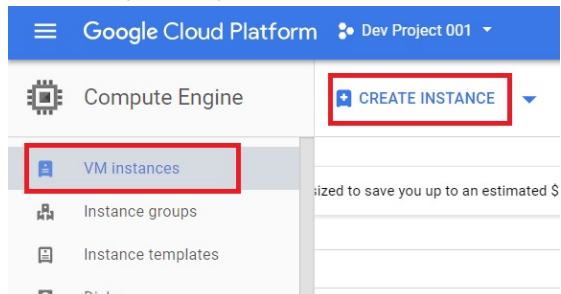 Google Cloud Platform Dev Project 001
Compute Engine
CREATE INSTANCE
VM instances
Instance groups
Instance templates
sized to save you up to an estimated $